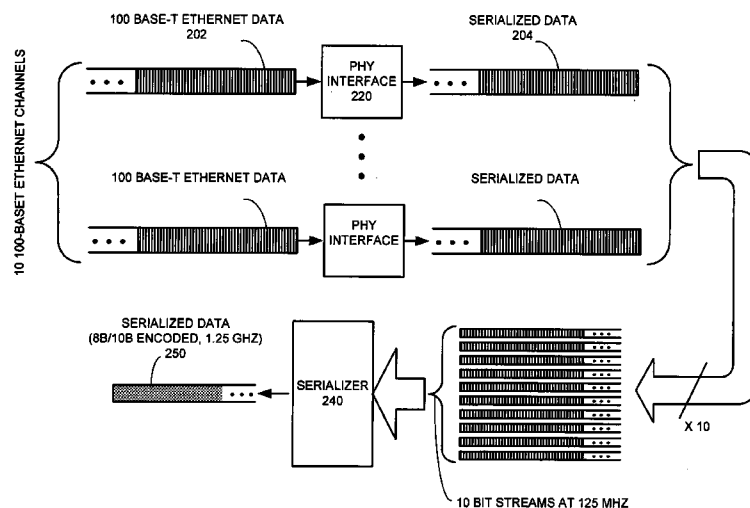 10 100-BASET ETHERNET CHANNELS
100 BASE-T ETHERNET DATA
202
PHY
INTERFACE
220
SERIALIZED DATA
204
100 BASE-T ETHERNET DATA
PHY
INTERFACE
SERIALIZED DATA
SERIALIZED DATA
(8B/10B ENCODED, 1.25 GHZ)
250
SERIALIZER
240
X 10
10 BIT STREAMS AT 125 MHZ